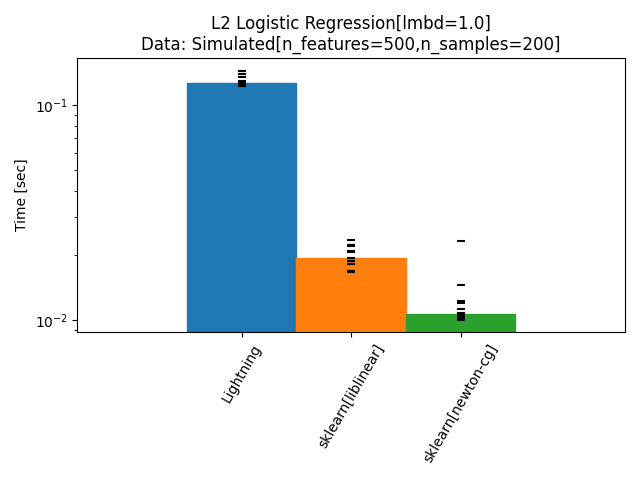 L2 Logistic Regression[lmbd=1.0]
Data: Simulated[n_features=500,n_samples=200]
Time [sec]
10⁻¹
10⁻²
Lightning
sklearn[liblinear]
sklearn[newton-cg]